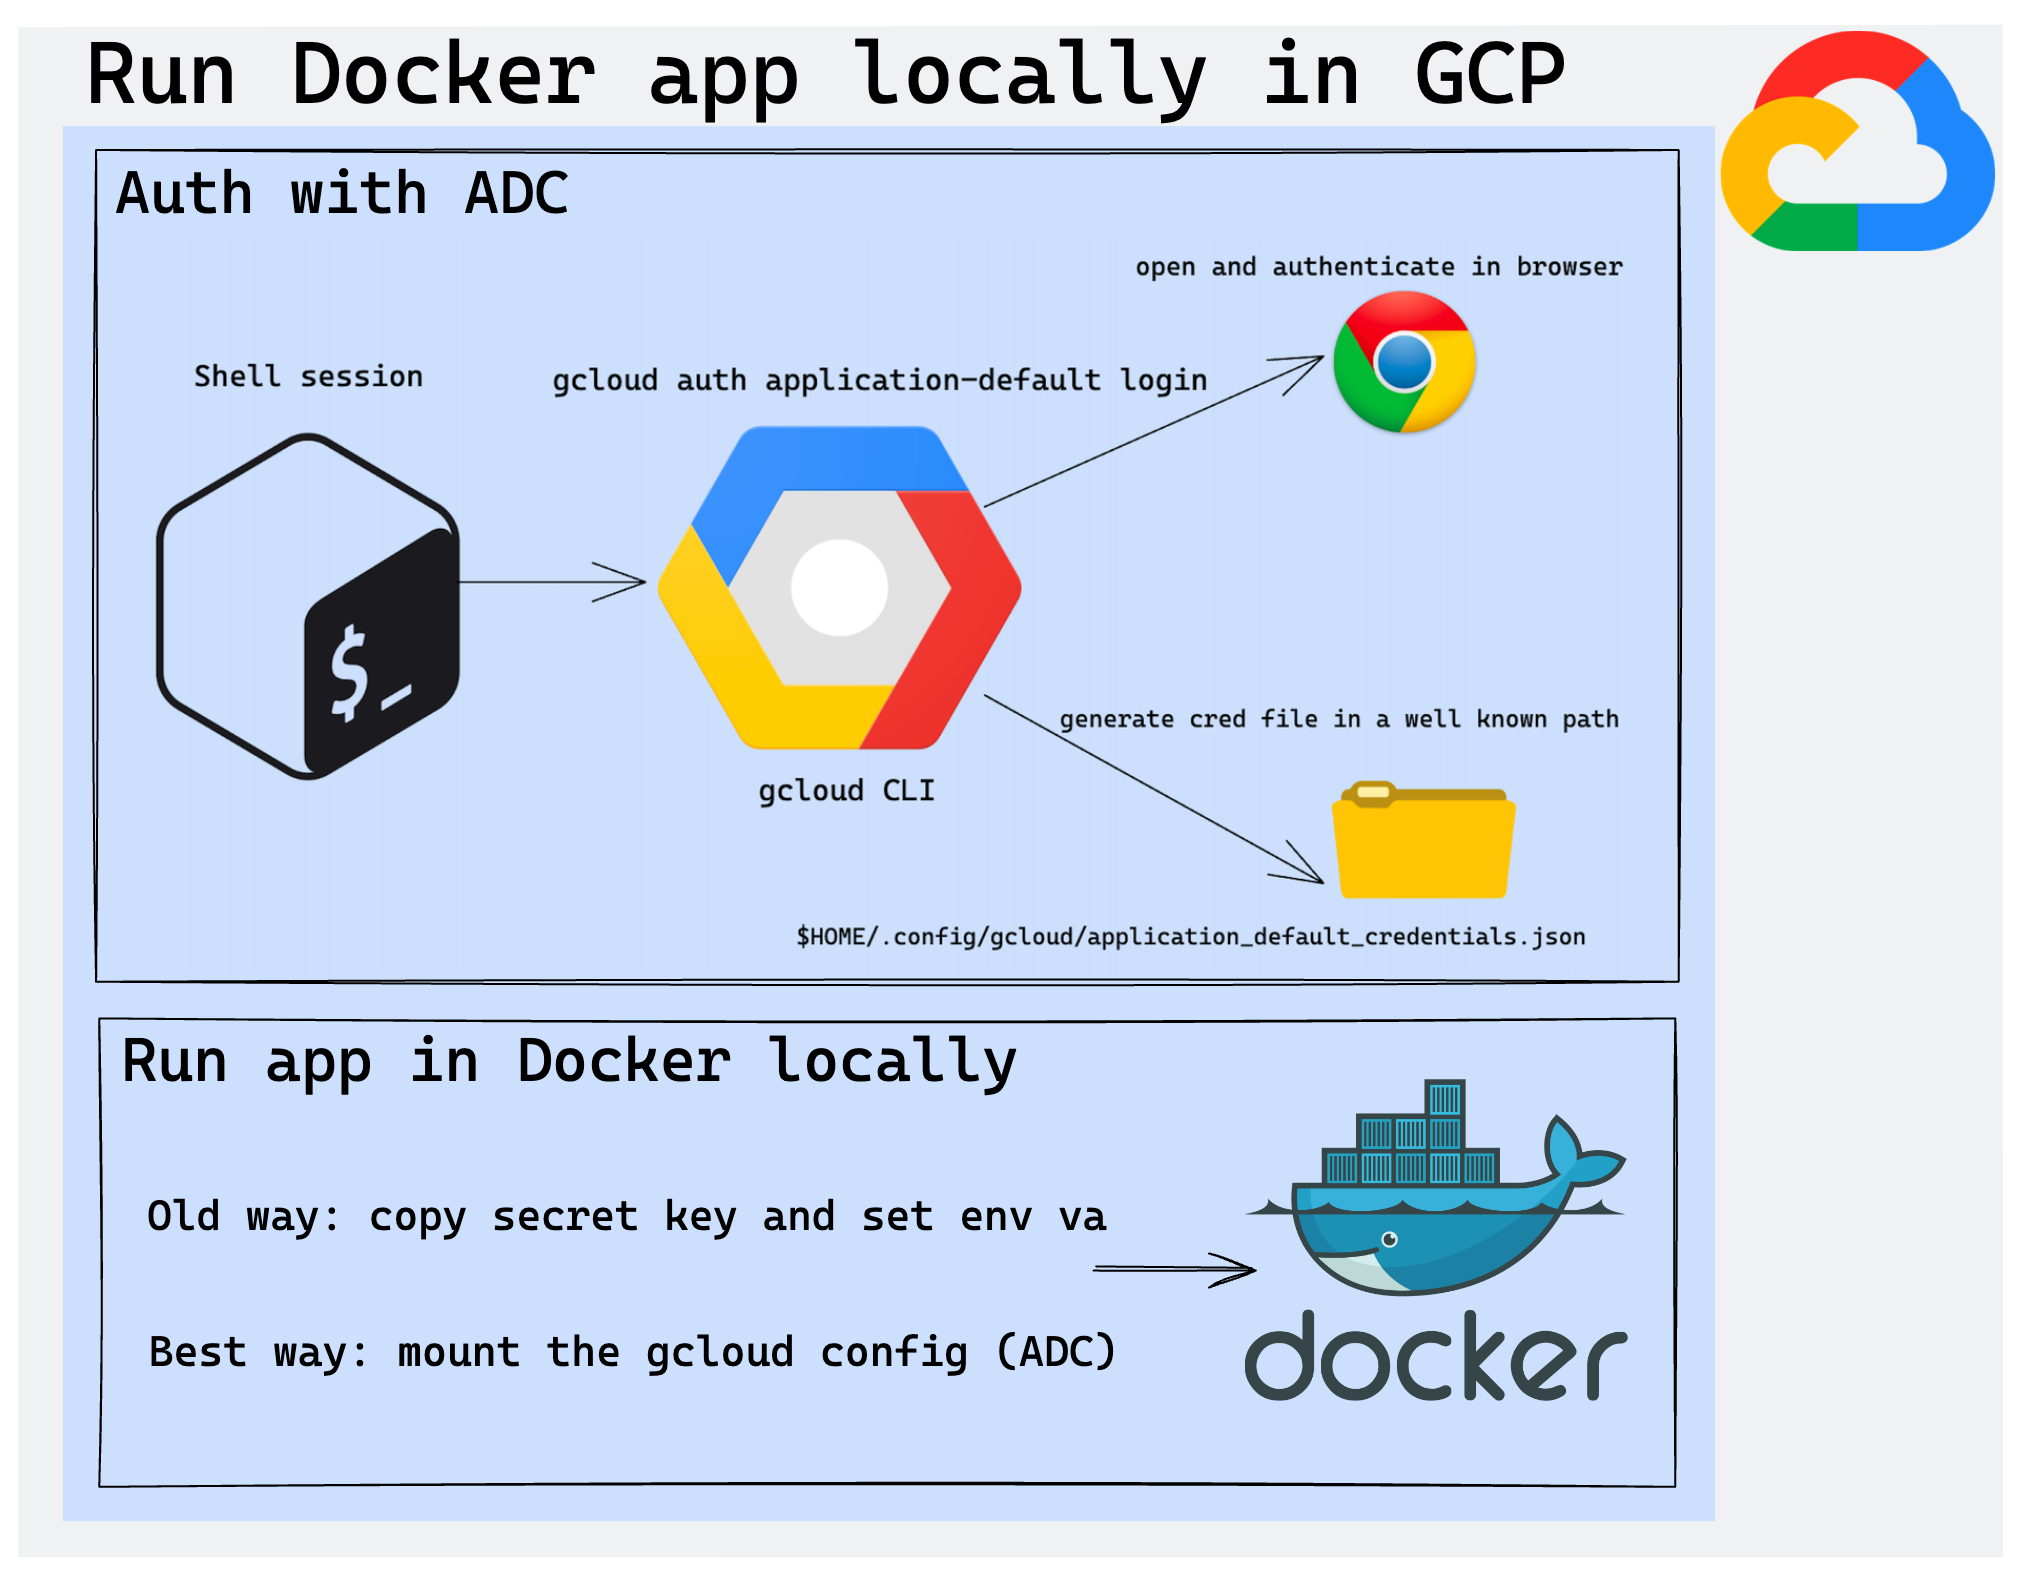 Run Docker app locally in GCP
Auth with ADC
open and authenticate in browser
Shell session
gcloud auth application-default login
$_
generate cred file in a well known path
gcloud CLI
$HOME/.config/gcloud/application_default_credentials.json
Run app in Docker locally
Old way: copy secret key and set env va
Best way: mount the gcloud config (ADC)
docker